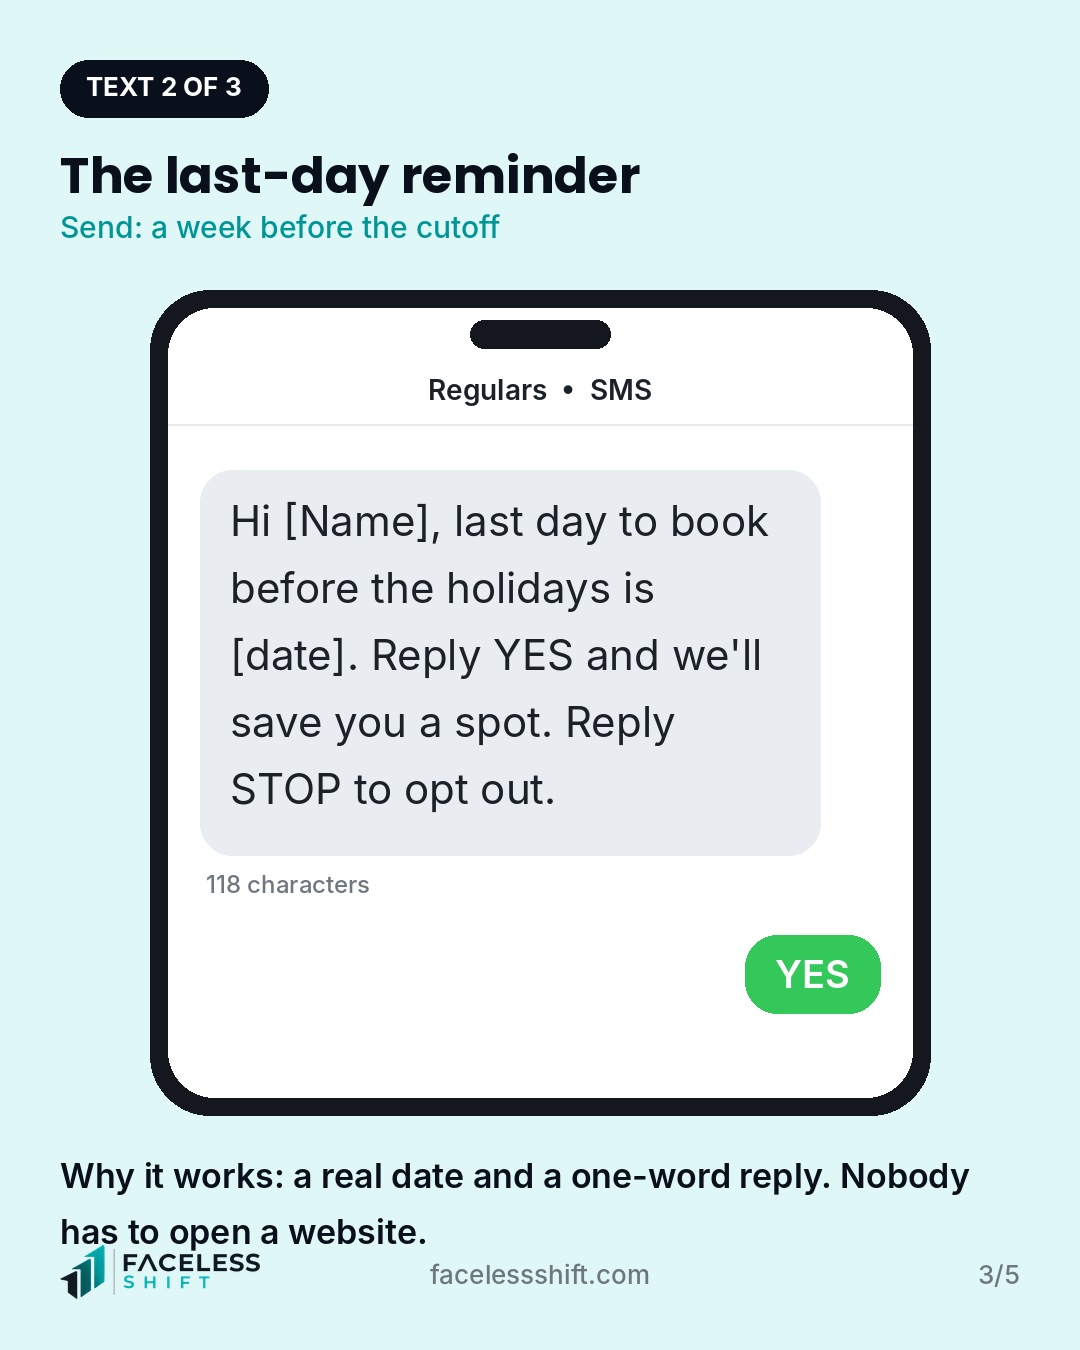 TEXT 2 OF 3
The last-day reminder
Send: a week before the cutoff
Regulars • SMS
Hi [Name], last day to book
before the holidays is
[date]. Reply YES and we'll
save you a spot. Reply
STOP to opt out.
118 characters
YES
Why it works: a real date and a one-word reply. Nobody
has to open a website.
FACELESS
SHIFT
facelessshift.com
3/5